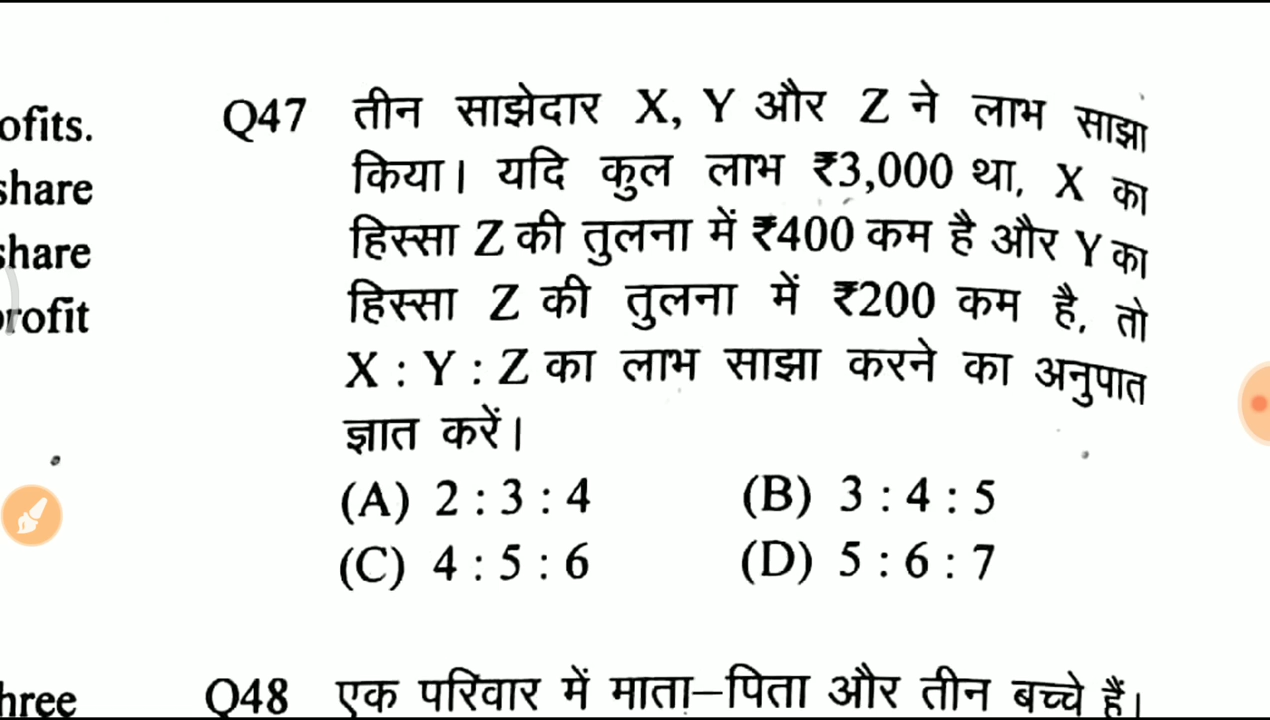 ofits.
share
share
rofit
hree
Q47 तीन साझेदार X, Y और Z ने लाभ साझा
किया। यदि कुल लाभ ₹3,000 था, X का
हिस्सा Z की तुलना में ₹400 कम है और Y का
हिस्सा Z की तुलना में ₹200 कम है, तो
X : Y : Z का लाभ साझा करने का अनुपात
ज्ञात करें।
(A) 2 : 3 : 4 (B) 3 : 4 : 5
(C) 4 : 5 : 6 (D) 5 : 6 : 7
Q48 एक परिवार में माता–पिता और तीन बच्चे हैं।